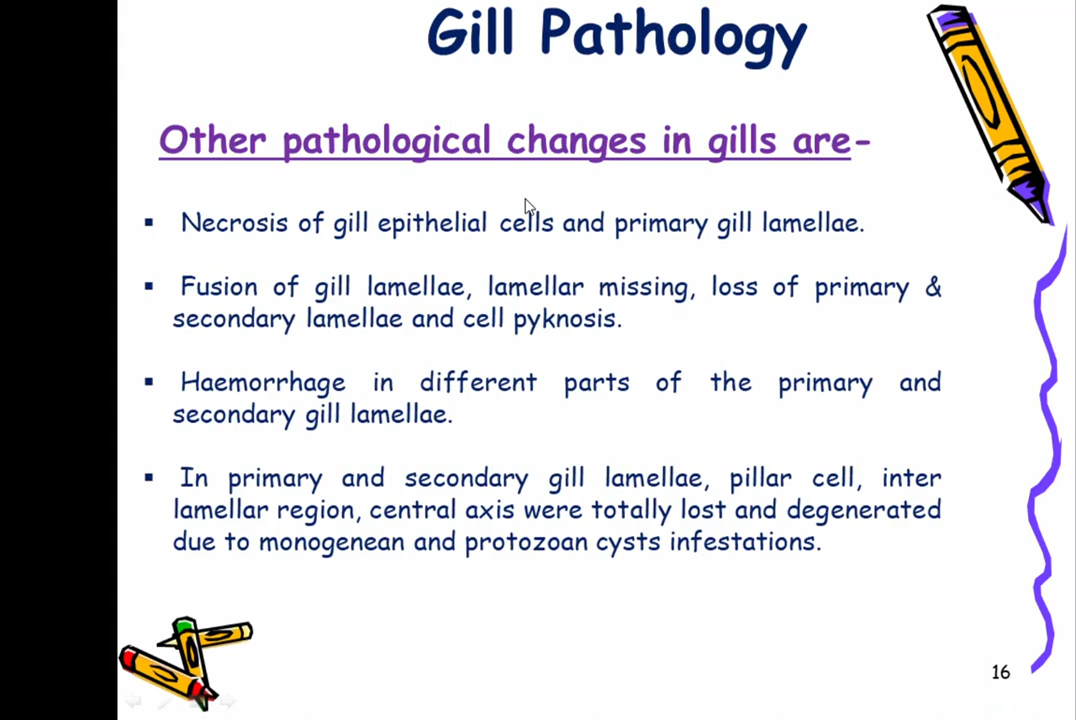 Gill Pathology
Other pathological changes in gills are-
▪ Necrosis of gill epithelial cells and primary gill lamellae.
▪ Fusion of gill lamellae, lamellar missing, loss of primary &
secondary lamellae and cell pyknosis.
▪ Haemorrhage in different parts of the primary and
secondary gill lamellae.
▪ In primary and secondary gill lamellae, pillar cell, inter
lamellar region, central axis were totally lost and degenerated
due to monogenean and protozoan cysts infestations.
16